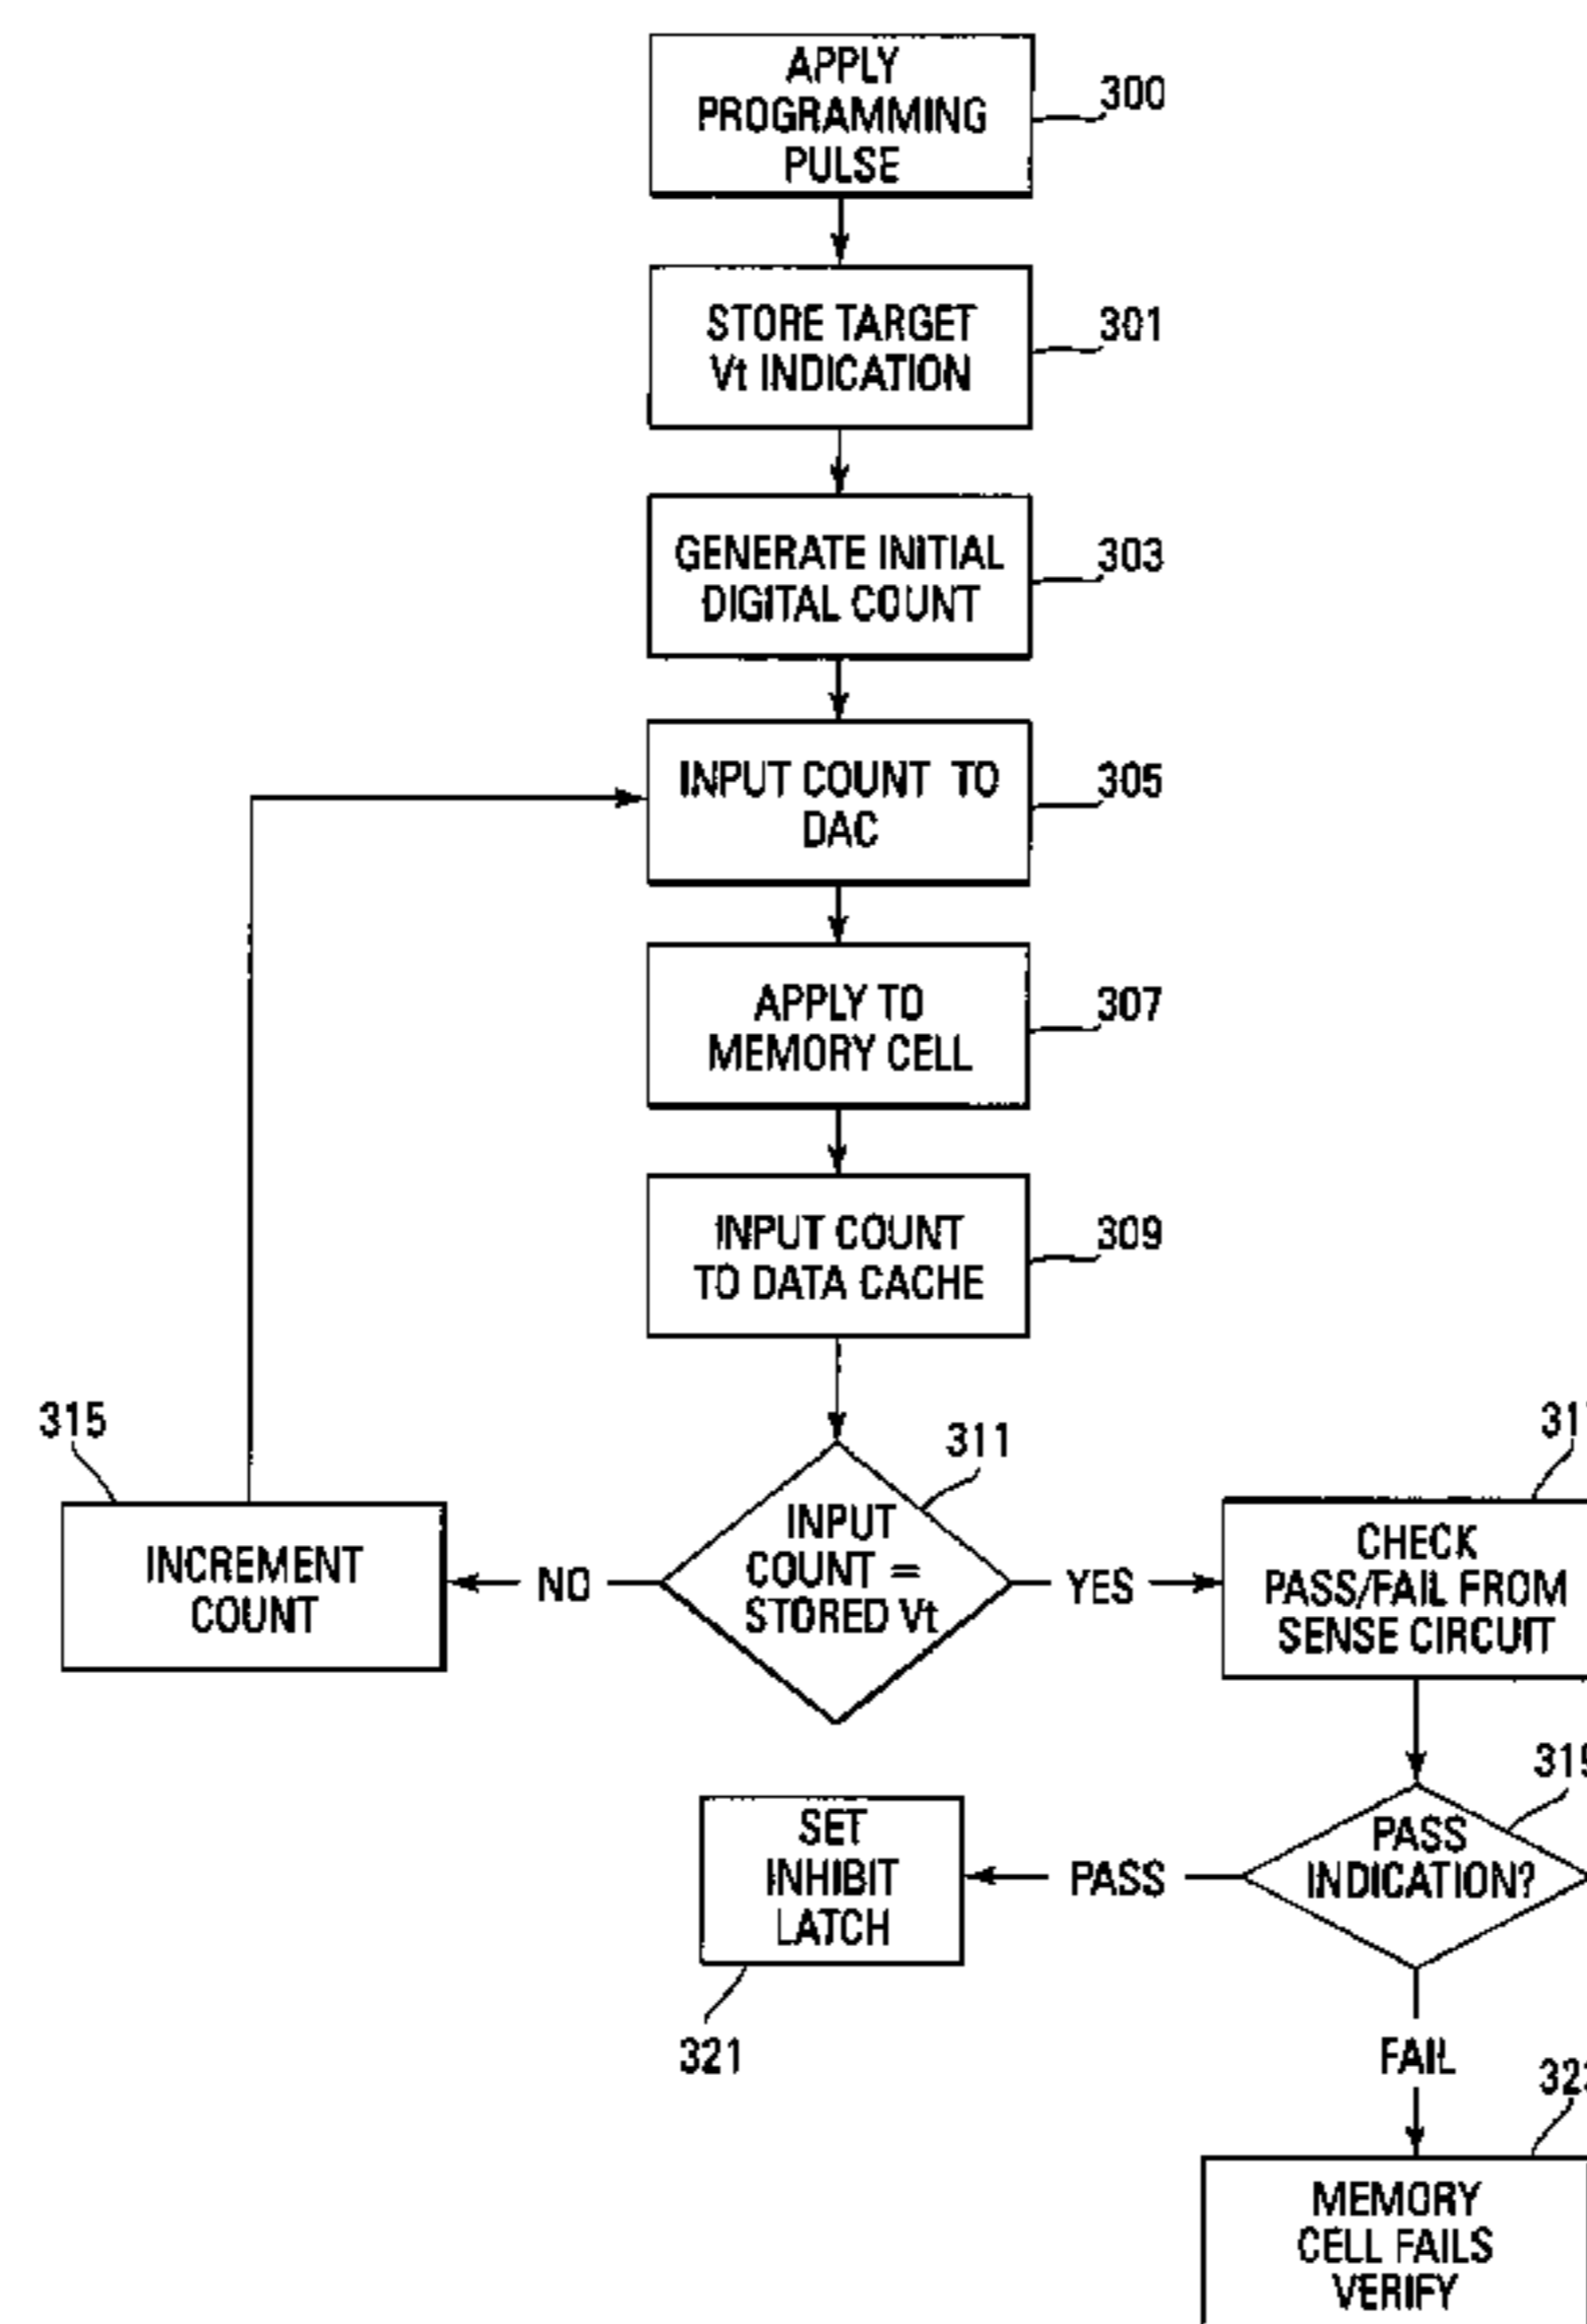 APPLY
PROGRAMMING
PULSE
300
STORE TARGET
Vt INDICATION
301
GENERATE INITIAL
DIGITAL COUNT
303
INPUT COUNT TO
DAC
305
APPLY TO
MEMORY CELL
307
INPUT COUNT
TO DATA CACHE
309
315
INCREMENT
COUNT
NO
311
INPUT
COUNT =
STORED Vt
YES
CHECK
PASS/FAIL FROM
SENSE CIRCUIT
319
PASS
INDICATION?
PASS
SET
INHIBIT
LATCH
321
FAIL
MEMORY
CELL FAILS
VERIFY